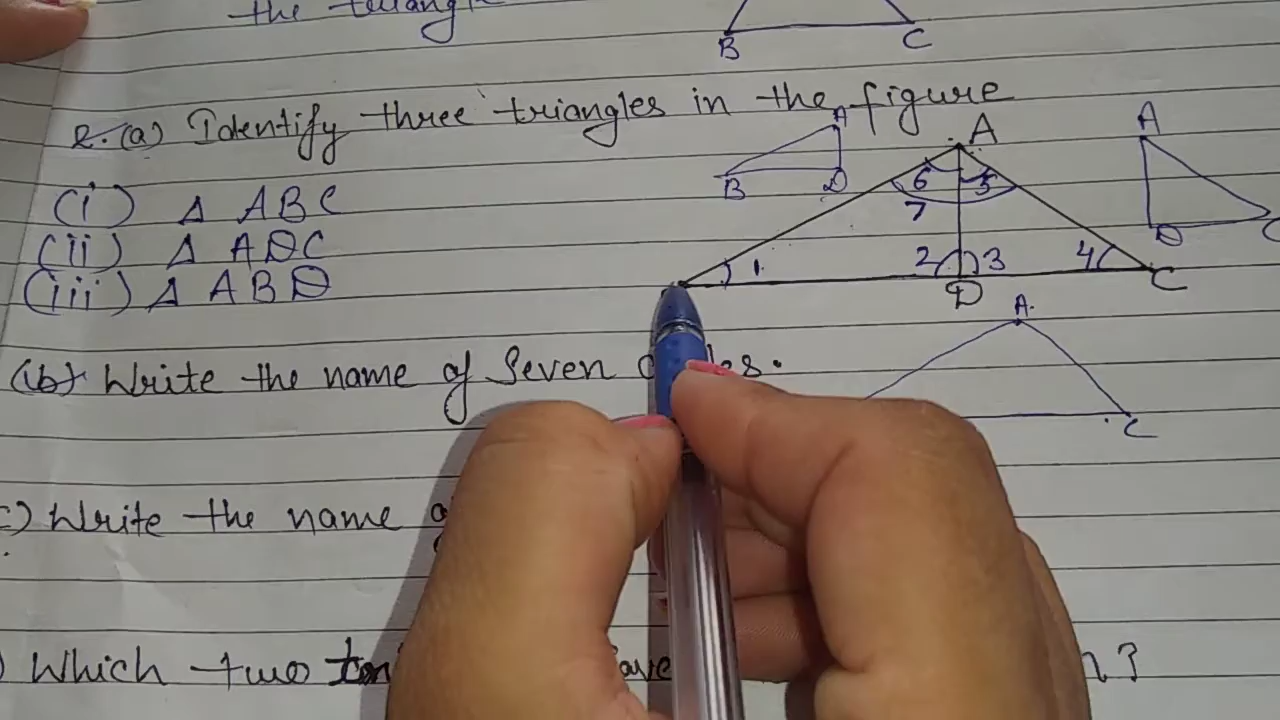 the triangle
B C
2.(a) Identify three triangles in the figure
(i) Δ ABC
(ii) Δ ADC
(iii) Δ ABD
A
B D
A
6 5
7
1 2 3 4
D C
A
D C
A
C
(b) Write the name of Seven
c) Write the name
) Which two